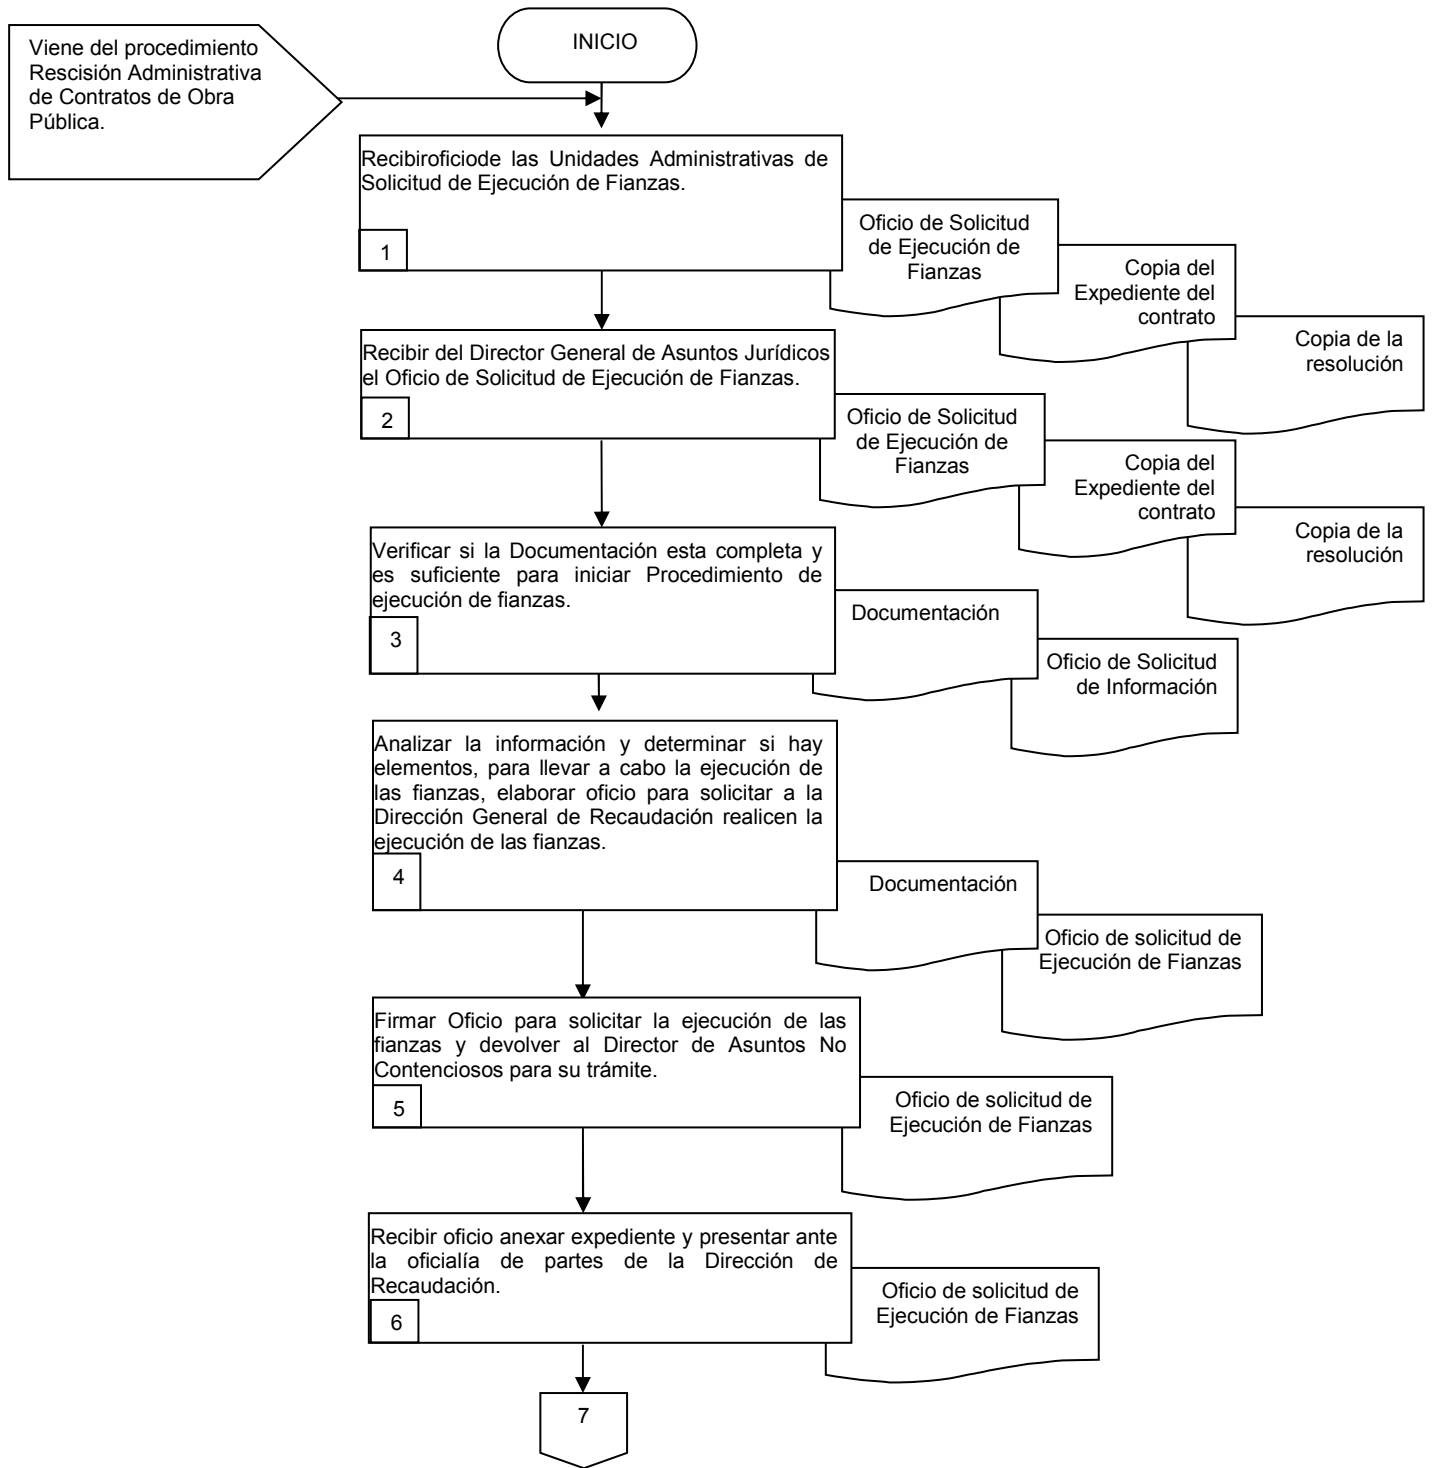 Viene del procedimiento
Rescisión Administrativa
de Contratos de Obra
Pública.
INICIO
Recibiroficiode las Unidades Administrativas de
Solicitud de Ejecución de Fianzas.
1
Oficio de Solicitud
de Ejecución de
Fianzas
Copia del
Expediente del
contrato
Copia de la
resolución
Recibir del Director General de Asuntos Jurídicos
el Oficio de Solicitud de Ejecución de Fianzas.
2
Oficio de Solicitud
de Ejecución de
Fianzas
Copia del
Expediente del
contrato
Copia de la
resolución
Verificar si la Documentación esta completa y
es suficiente para iniciar Procedimiento de
ejecución de fianzas.
3
Documentación
Oficio de Solicitud
de Información
Analizar la información y determinar si hay
elementos, para llevar a cabo la ejecución de
las fianzas, elaborar oficio para solicitar a la
Dirección General de Recaudación realicen la
ejecución de las fianzas.
4
Documentación
Oficio de solicitud de
Ejecución de Fianzas
Firmar Oficio para solicitar la ejecución de las
fianzas y devolver al Director de Asuntos No
Contenciosos para su trámite.
5
Oficio de solicitud de
Ejecución de Fianzas
Recibir oficio anexar expediente y presentar ante
la oficialía de partes de la Dirección de
Recaudación.
6
Oficio de solicitud de
Ejecución de Fianzas
7